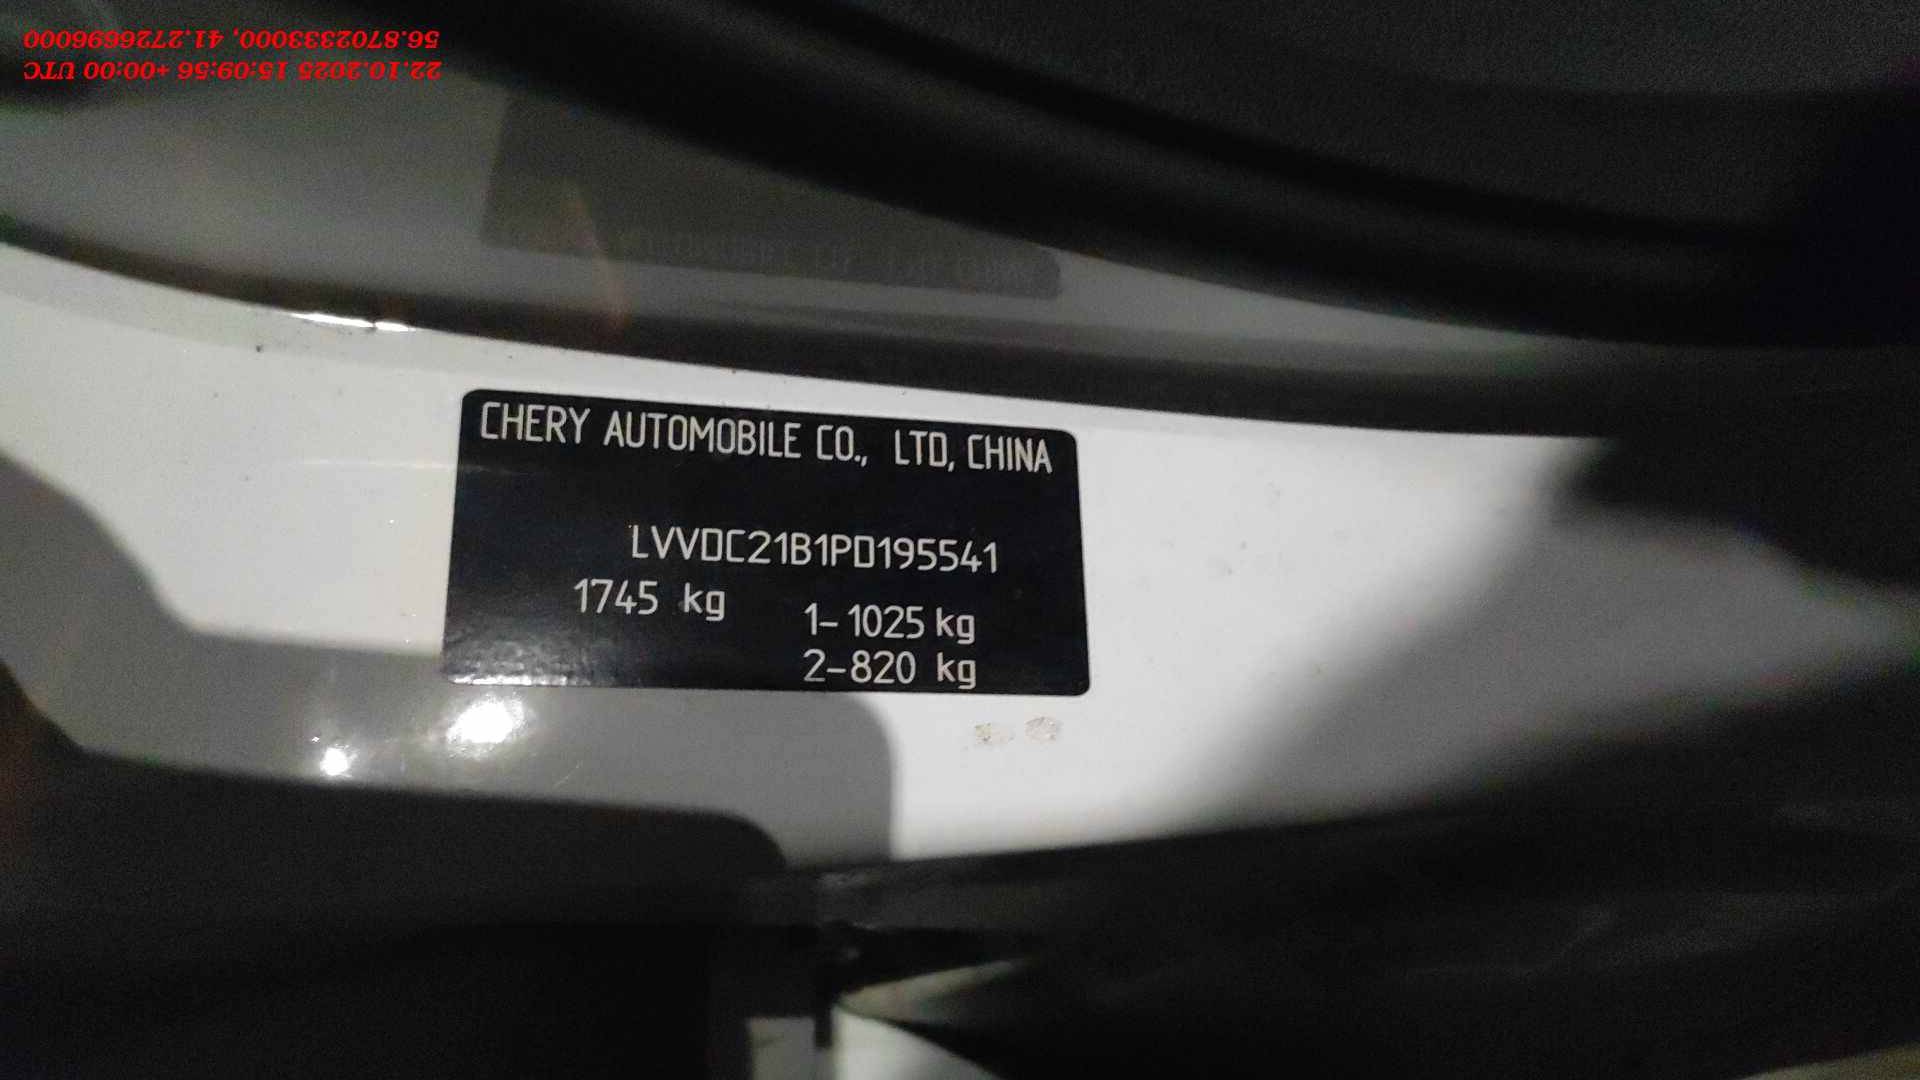 22.10.2025 15:09:56 +00:00 UTC
56.8702333000, 41.2726696000
CHERY AUTOMOBILE CO., LTD, CHINA
LVVDC21B1PD195541
1745 kg
1-1025 kg
2-820 kg